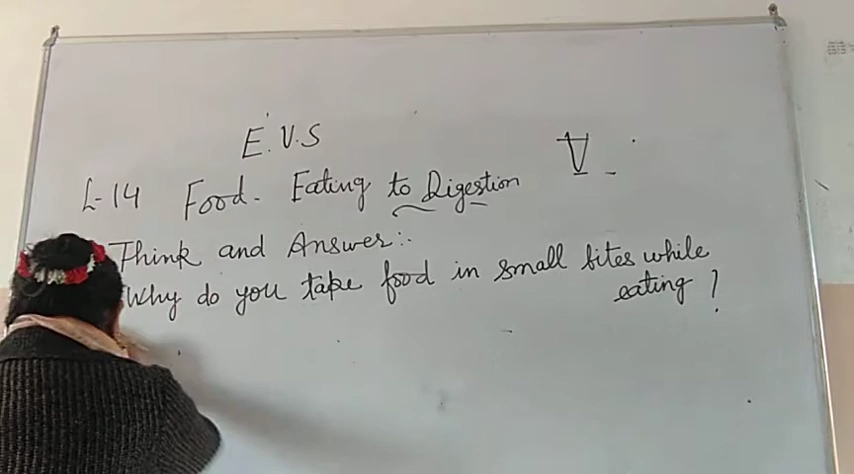 E.V.S
V
L-14 Food - Eating to Digestion
Think and Answer:-
Why do you take food in small bites while
eating ?